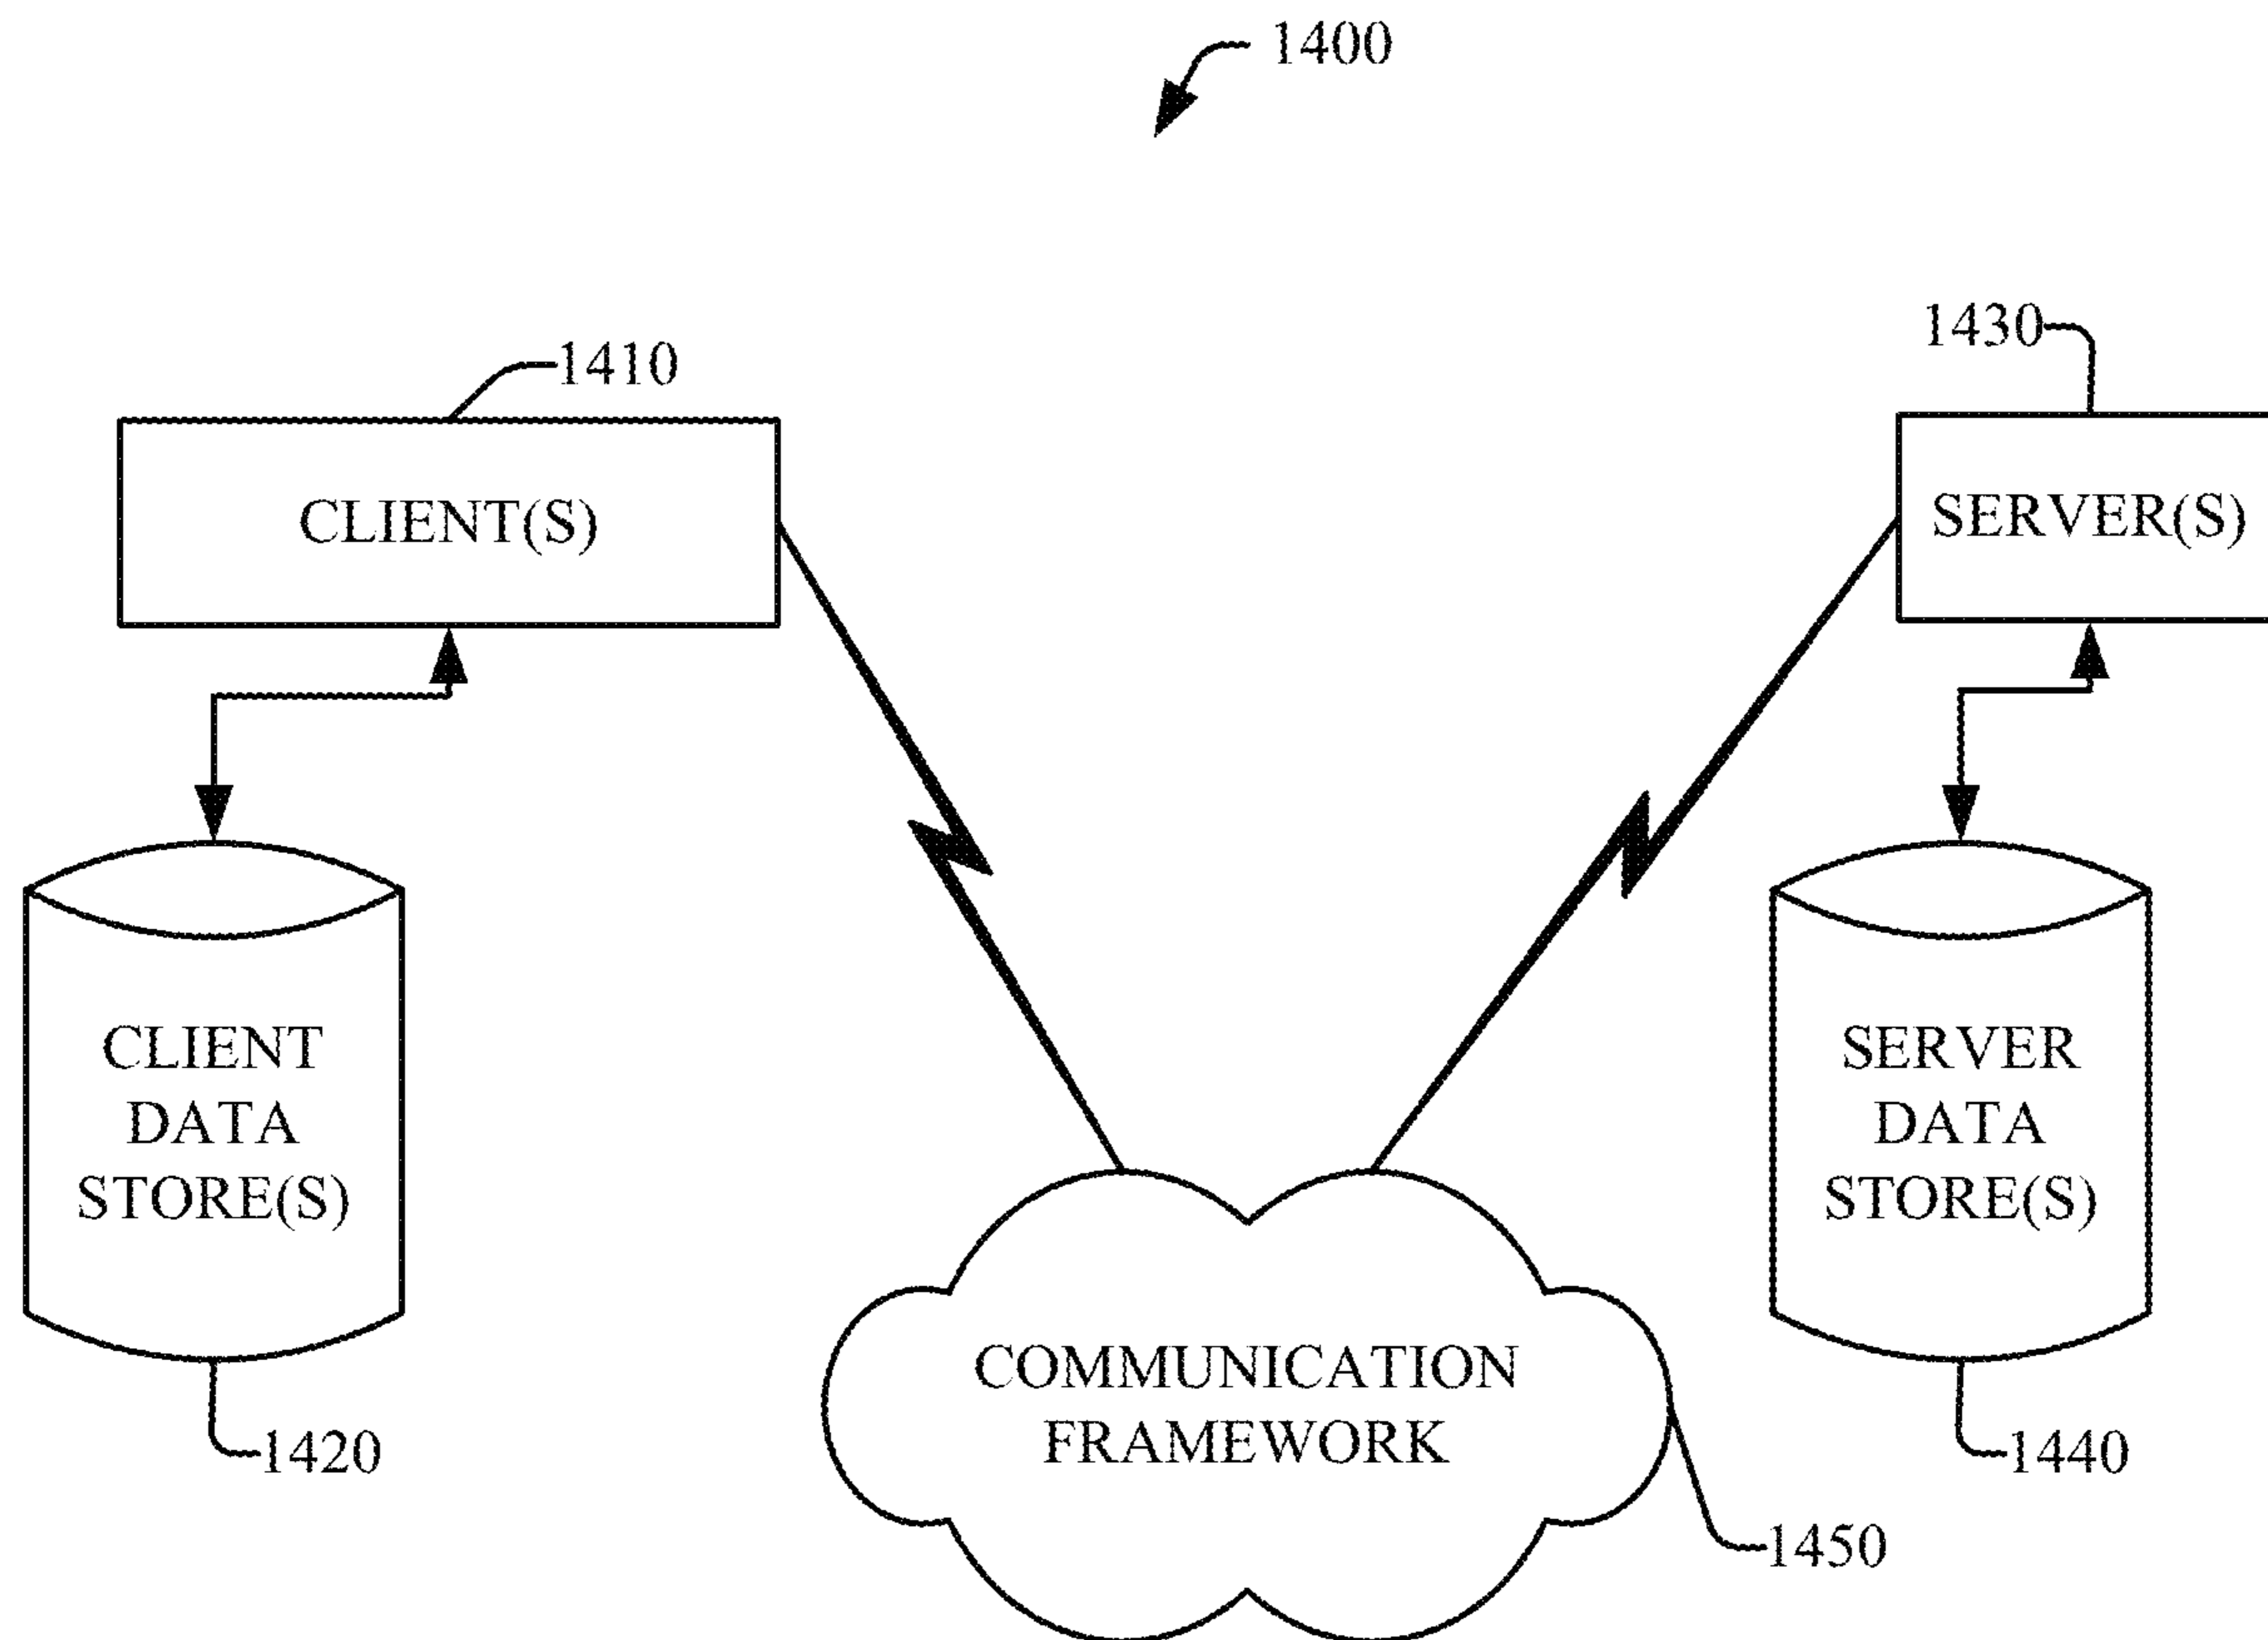 1400
1430
1410
CLIENT(S)
SERVER(S)
CLIENT
DATA
STORE(S)
SERVER
DATA
STORE(S)
COMMUNICATION
FRAMEWORK
1420
1440
1450